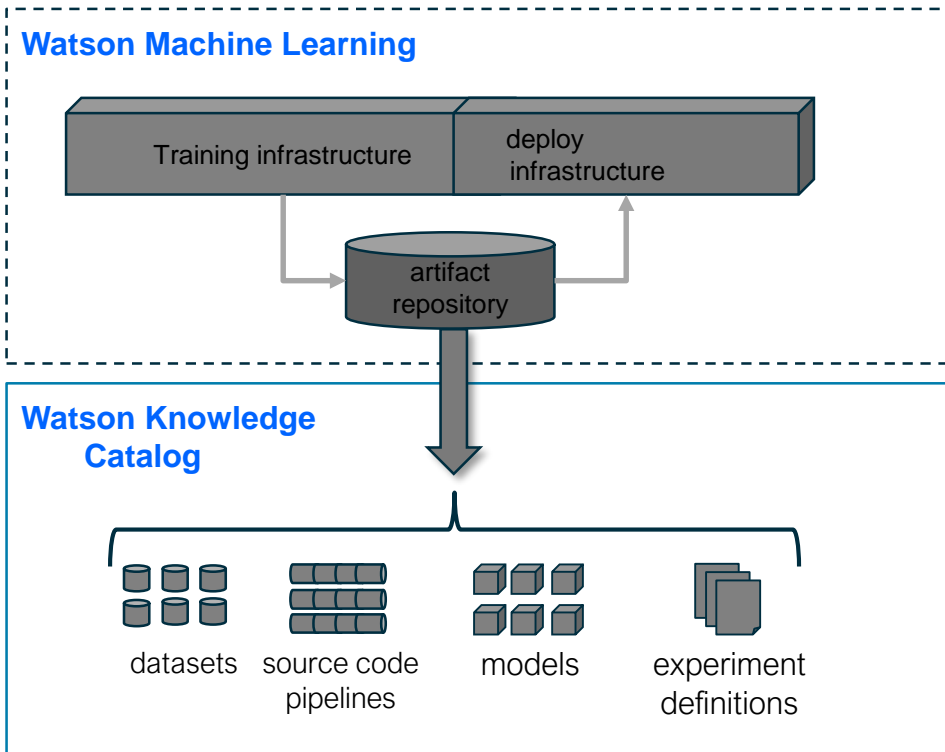 Watson Machine Learning
Training infrastructure
deploy
infrastructure
artifact
repository
Watson Knowledge
Catalog
datasets
source code
pipelines
models
experiment
definitions